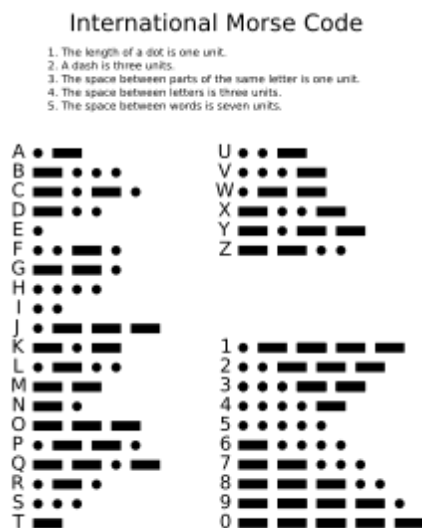 International Morse Code
1. The length of a dot is one unit.
2. A dash is three units.
3. The space between parts of the same letter is one unit.
4. The space between letters is three units.
5. The space between words is seven units.
A
B
C
D
E
F
G
H
I
J
K
L
M
N
O
P
Q
R
S
T
U
V
W
X
Y
Z
1
2
3
4
5
6
7
8
9
0